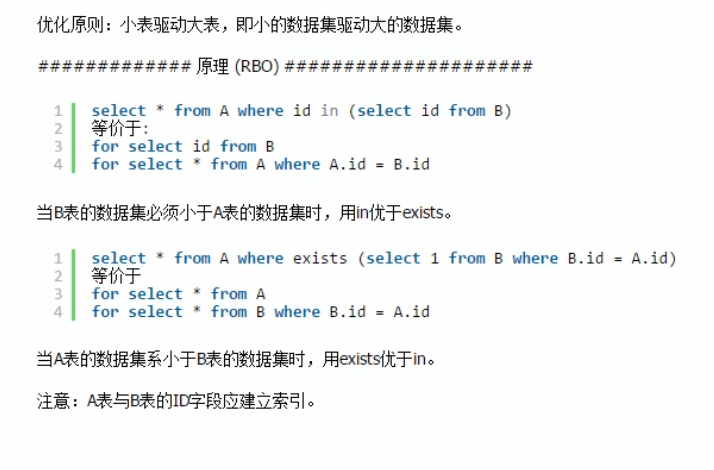 优化原则：小表驱动大表，即小的数据集驱动大的数据集。
############# 原理 (RBO) #####################
1 select * from A where id in (select id from B)
2 等价于:
3 for select id from B
4 for select * from A where A.id = B.id
当B表的数据集必须小于A表的数据集时，用in优于exists。
1 select * from A where exists (select 1 from B where B.id = A.id)
2 等价于
3 for select * from A
4 for select * from B where B.id = A.id
当A表的数据集系小于B表的数据集时，用exists优于in。
注意：A表与B表的ID字段应建立索引。